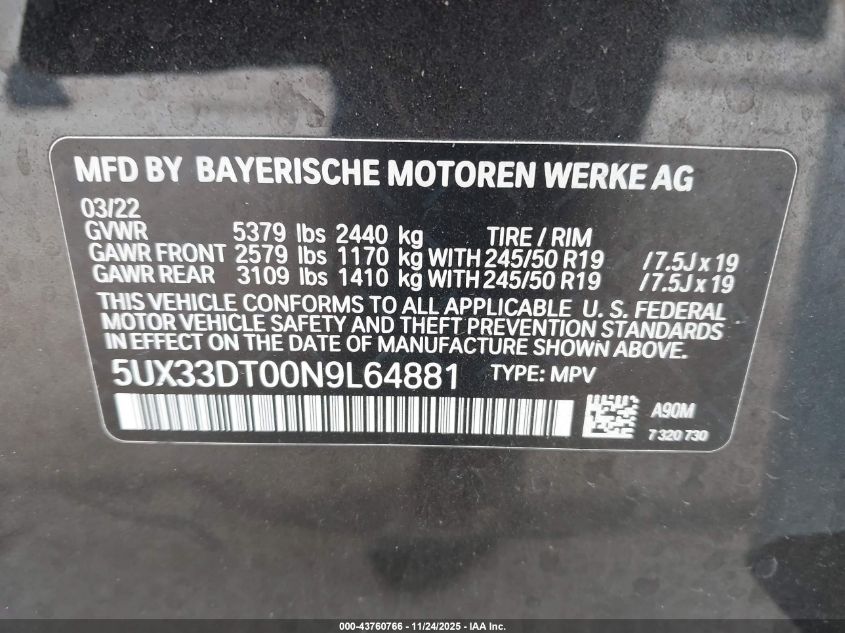 MFD BY BAYERISCHE MOTOREN WERKE AG
03/22
GVWR 5379 lbs 2440 kg TIRE / RIM
GAWR FRONT 2579 lbs 1170 kg WITH 245/50 R19 / 7.5J x 19
GAWR REAR 3109 lbs 1410 kg WITH 245/50 R19 / 7.5J x 19
THIS VEHICLE CONFORMS TO ALL APPLICABLE U. S. FEDERAL
MOTOR VEHICLE SAFETY AND THEFT PREVENTION STANDARDS
IN EFFECT ON THE DATE OF MANUFACTURE SHOWN ABOVE.
5UX33DT00N9L64881 TYPE: MPV
A90M
7 320 730
000-43760766 - 11/24/2025 - IAA Inc.